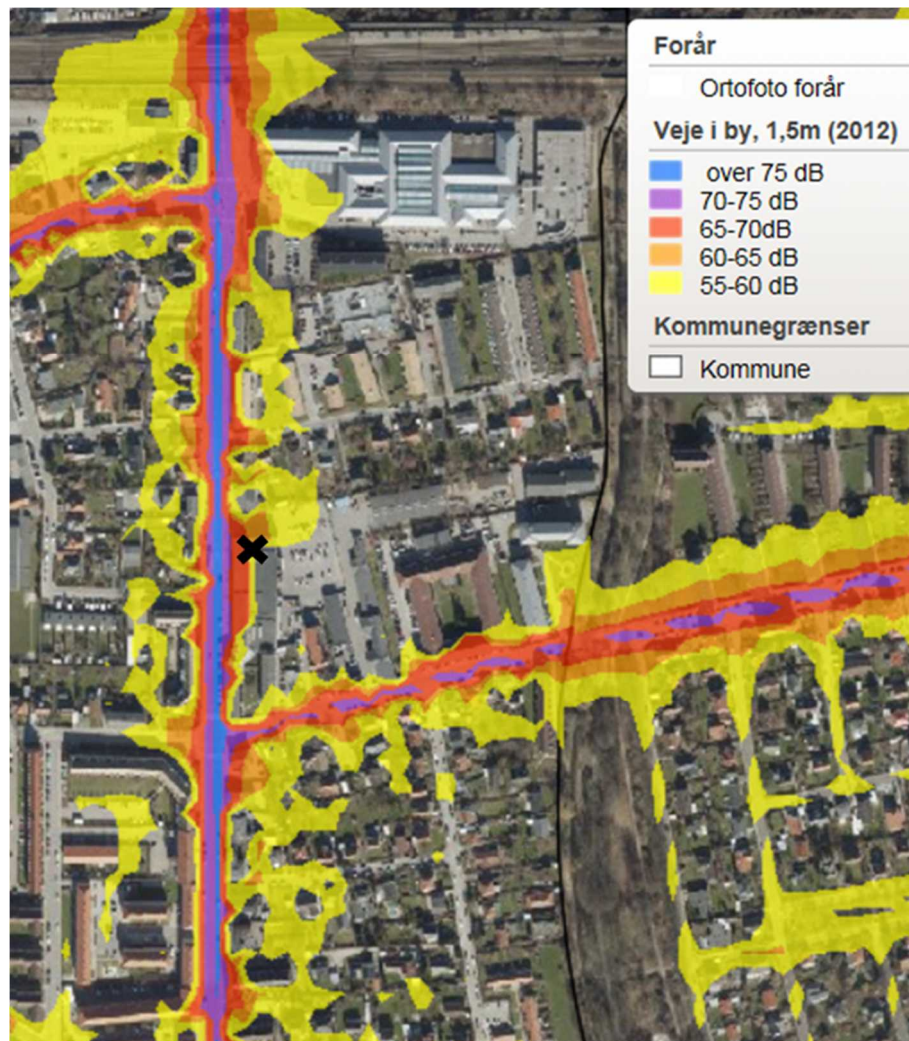 Forår
Ortofoto forår
Veje i by, 1,5m (2012)
over 75 dB
70-75 dB
65-70dB
60-65 dB
55-60 dB
Kommunegrænser
Kommune